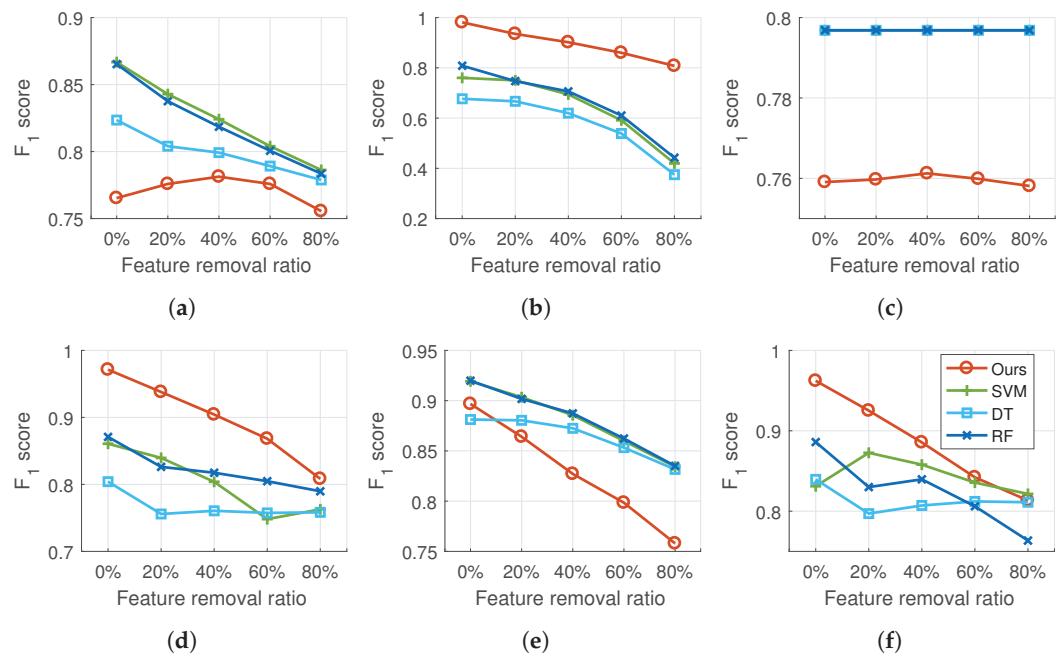 0.9
0.85
0.8
0.75
F1 score
0% 20% 40% 60% 80%
Feature removal ratio
(a)
1
0.8
0.6
0.4
0.2
F1 score
0% 20% 40% 60% 80%
Feature removal ratio
(b)
0.8
0.78
0.76
F1 score
0% 20% 40% 60% 80%
Feature removal ratio
(c)
1
0.9
0.8
0.7
F1 score
0% 20% 40% 60% 80%
Feature removal ratio
(d)
0.95
0.9
0.85
0.8
0.75
F1 score
0% 20% 40% 60% 80%
Feature removal ratio
(e)
1
0.9
0.8
F1 score
Ours
SVM
DT
RF
0% 20% 40% 60% 80%
Feature removal ratio
(f)